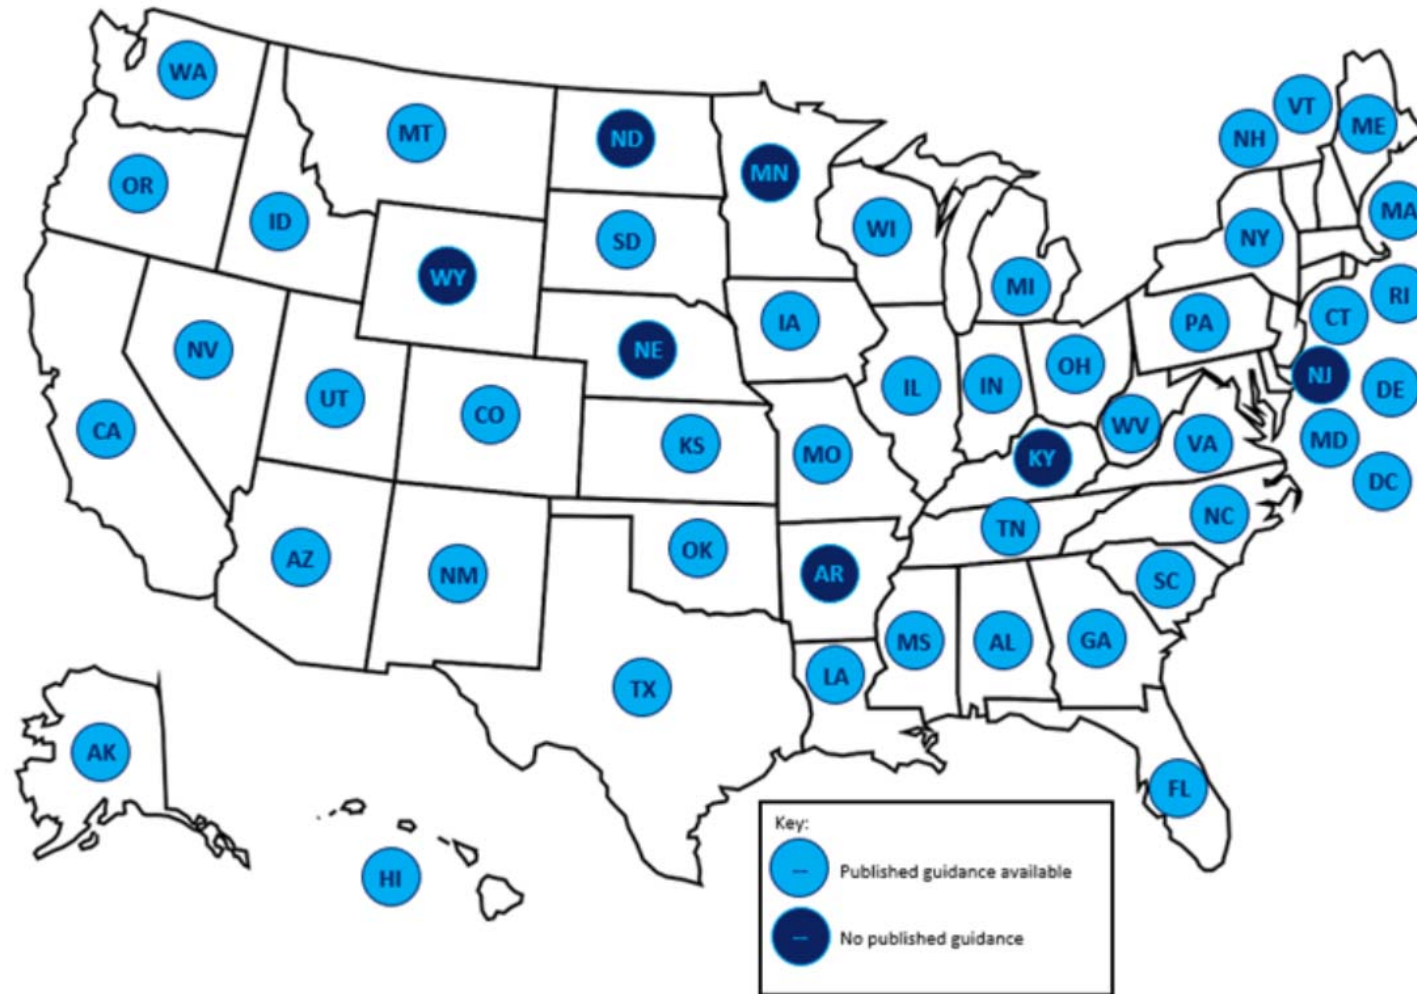 WA
MT
ND
MN
VT
ME
NH
OR
ID
SD
WI
NY
MA
WY
MI
RI
NV
NE
IA
PA
CT
UT
CO
IL
IN
OH
NJ
DE
CA
KS
MO
KY
WV
VA
MD
DC
AZ
NM
OK
AR
TN
NC
SC
TX
LA
MS
AL
GA
AK
HI
FL
Key:
-- Published guidance available
-- No published guidance